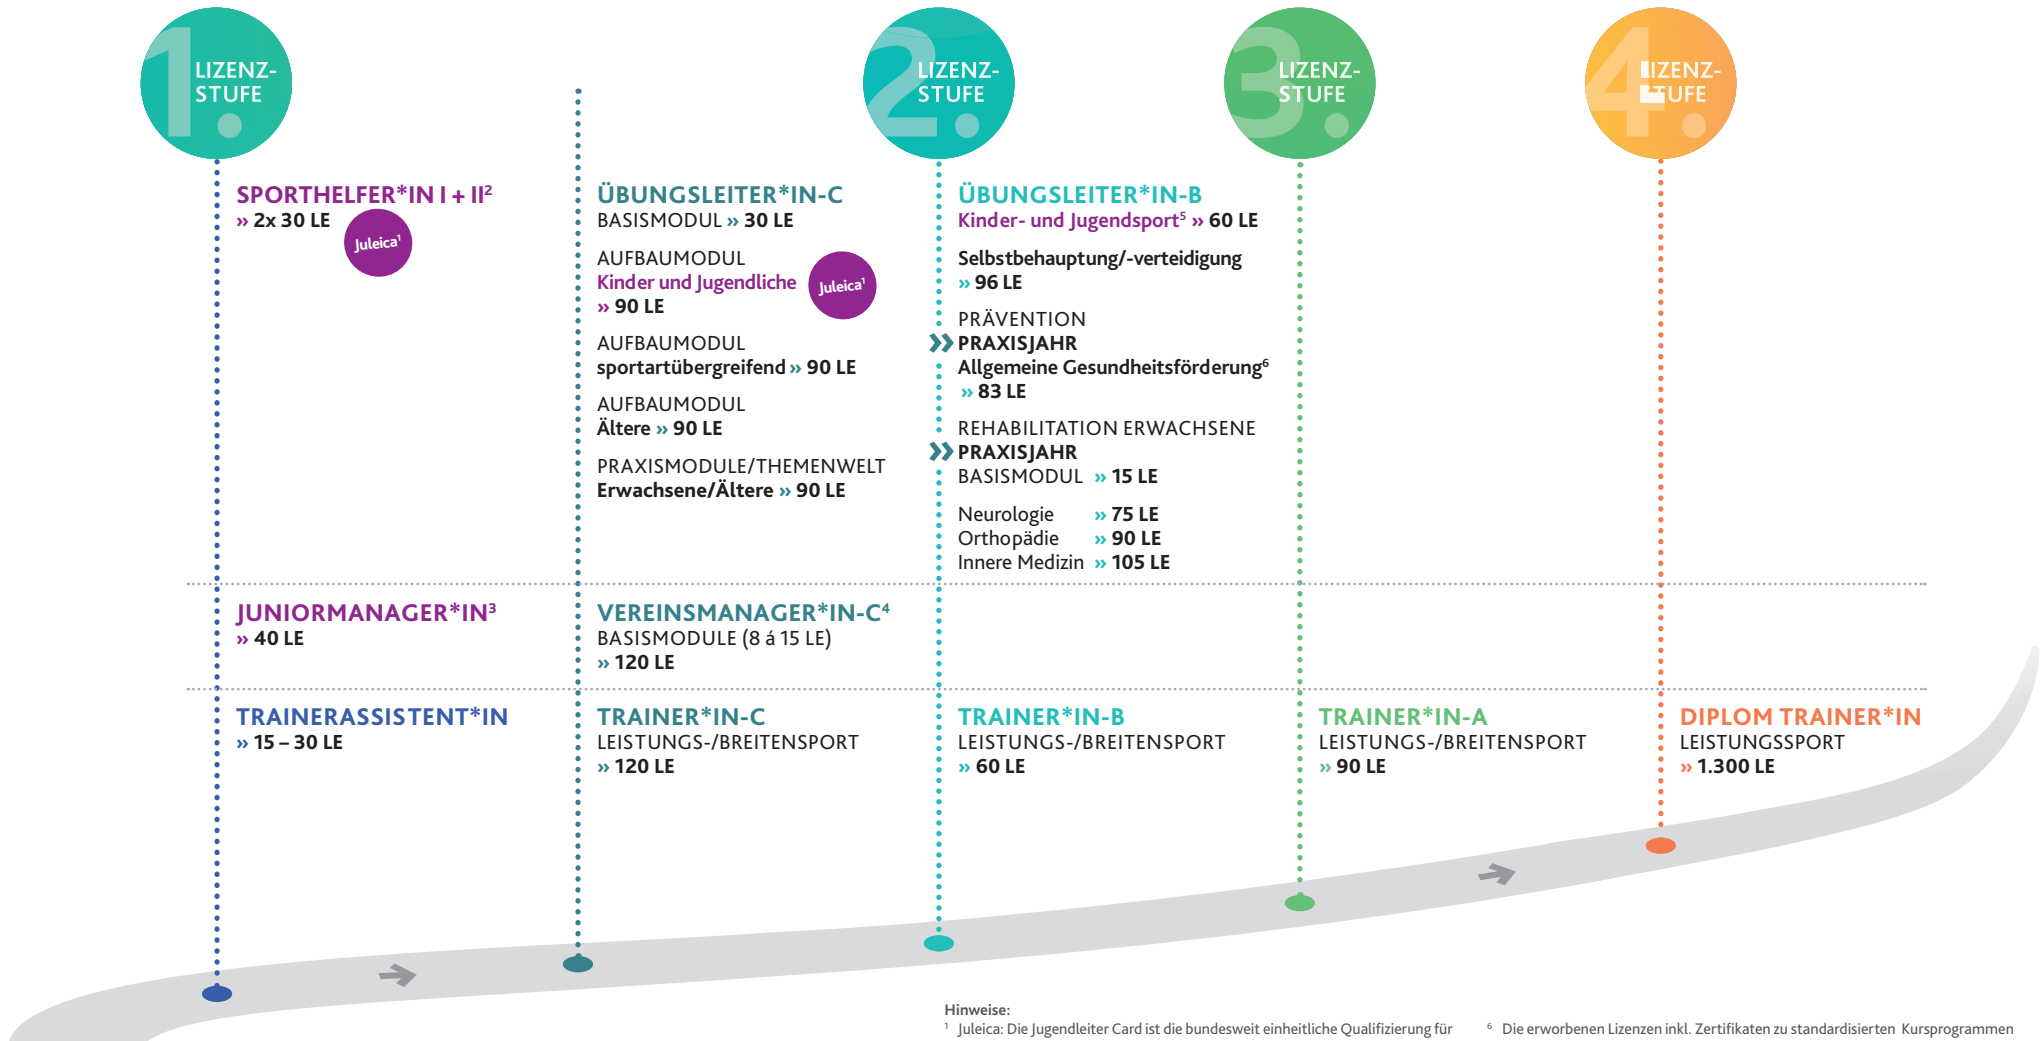 1.
LIZENZ-
STUFE
2.
LIZENZ-
STUFE
3.
LIZENZ-
STUFE
4.
LIZENZ-
STUFE
SPORTHELFER*IN I + II²
» 2x 30 LE
Juleica¹
ÜBUNGSLEITER*IN-C
BASISMODUL » 30 LE
AUFBAUMODUL
Kinder und Jugendliche
» 90 LE
Juleica¹
AUFBAUMODUL
sportartübergreifend » 90 LE
AUFBAUMODUL
Ältere » 90 LE
PRAXISMODULE/THEMENWELT
Erwachsene/Ältere » 90 LE
ÜBUNGSLEITER*IN-B
Kinder- und Jugendsport⁵ » 60 LE
Selbstbehauptung/-verteidigung
» 96 LE
PRÄVENTION
» PRAXISJAHR
Allgemeine Gesundheitsförderung⁶
» 83 LE
REHABILITATION ERWACHSENE
» PRAXISJAHR
BASISMODUL » 15 LE
Neurologie » 75 LE
Orthopädie » 90 LE
Innere Medizin » 105 LE
JUNIORMANAGER*IN³
» 40 LE
VEREINSMANAGER*IN-C⁴
BASISMODULE (8 á 15 LE)
» 120 LE
TRAINERASSISTENT*IN
» 15 – 30 LE
TRAINER*IN-C
LEISTUNGS-/BREITENSPORT
» 120 LE
TRAINER*IN-B
LEISTUNGS-/BREITENSPORT
» 60 LE
TRAINER*IN-A
LEISTUNGS-/BREITENSPORT
» 90 LE
DIPLOM TRAINER*IN
LEISTUNGSSPORT
» 1.300 LE
Hinweise:
¹ Juleica: Die Jugendleiter Card ist die bundesweit einheitliche Qualifizierung für
⁶ Die erworbenen Lizenzen inkl. Zertifikaten zu standardisierten Kursprogrammen